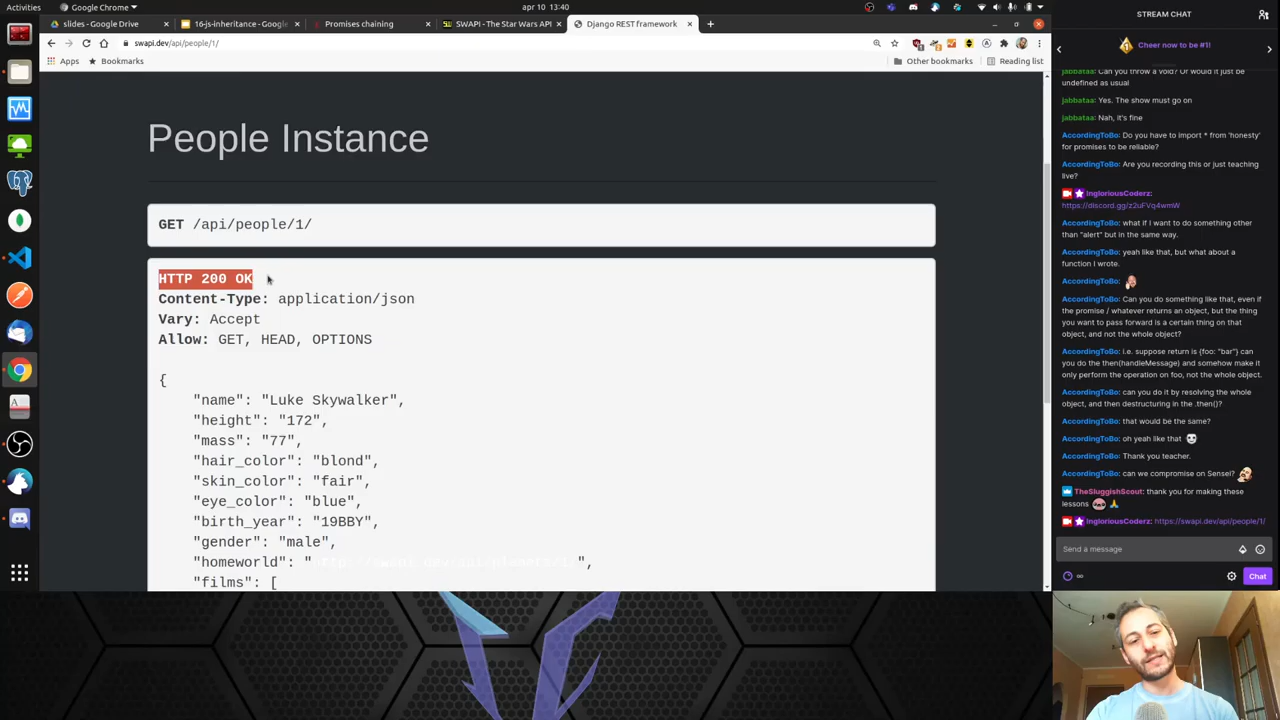 Activities
Google Chrome
apr 10 13:40
STREAM CHAT
slides - Google Drive
16-js-inheritance - Google
Promises chaining
SWAPI - The Star Wars API
Django REST framework
swapi.dev/api/people/1/
Apps
Bookmarks
Other bookmarks
Reading list
People Instance
GET /api/people/1/
HTTP 200 OK
Content-Type: application/json
Vary: Accept
Allow: GET, HEAD, OPTIONS
{
"name": "Luke Skywalker",
"height": "172",
"mass": "77",
"hair_color": "blond",
"skin_color": "fair",
"eye_color": "blue",
"birth_year": "19BBY",
"gender": "male",
"homeworld": "http://swapi.dev/api/planets/1/",
"films": [
Cheer now to be #1!
jabbataa: Can you throw a void? Or would it just be
undefined as usual
jabbataa: Yes. The show must go on
jabbataa: Nah, it's fine
AccordingToBo: Do you have to import * from 'honesty'
for promises to be reliable?
AccordingToBo: Are you recording this or just teaching
live?
IngloriousCoderz:
https://discord.gg/z2uFVq4wmW
AccordingToBo: what if I want to do something other
than "alert" but in the same way.
AccordingToBo: yeah like that, but what about a
function I wrote.
AccordingToBo:
AccordingToBo: Can you do something like that, even if
the promise / whatever returns an object, but the thing
you want to pass forward is a certain thing on that
object, and not the whole object?
AccordingToBo: i.e. suppose return is {foo: "bar"} can
you do the then(handleMessage) and somehow make it
only perform the operation on foo, not the whole object.
AccordingToBo: can you do it by resolving the whole
object, and then destructuring in the .then()?
AccordingToBo: that would be the same?
AccordingToBo: oh yeah like that
AccordingToBo: Thank you teacher.
AccordingToBo: can we compromise on Sensei?
TheSluggishScout: thank you for making these
lessons
IngloriousCoderz: https://swapi.dev/api/people/1/
Send a message
∞
Chat